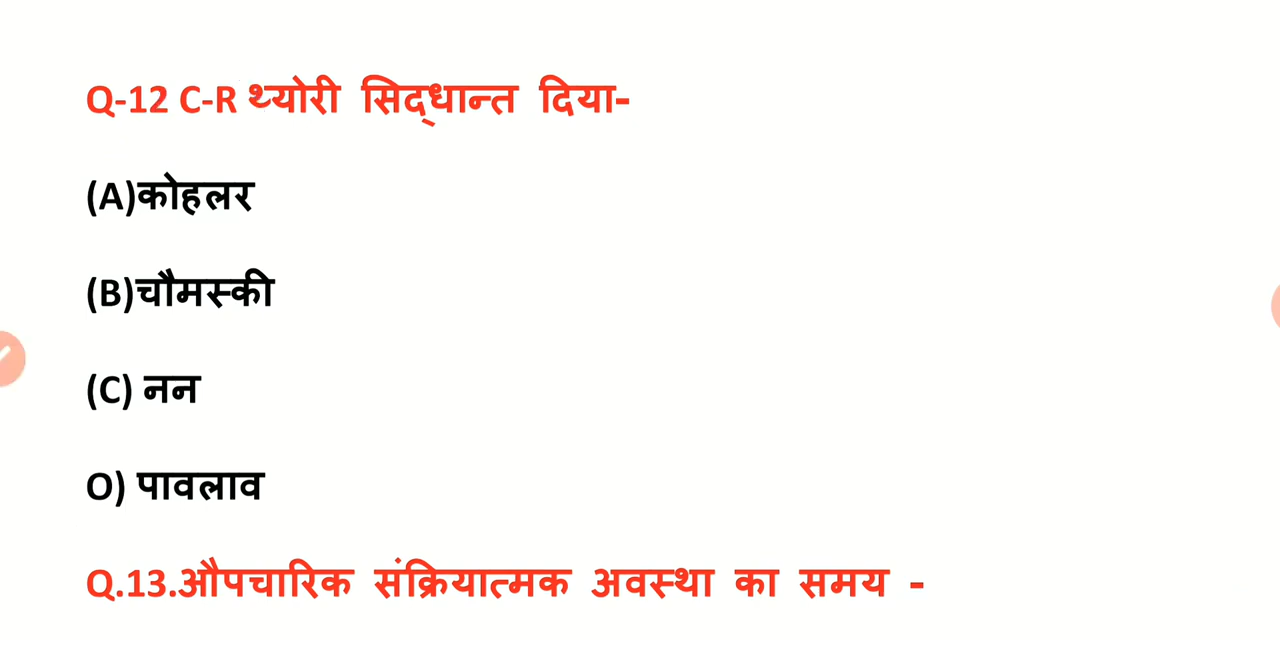 Q-12 C-R थ्योरी सिद्धान्त दिया-
(A)कोहलर
(B)चौमस्की
(C) नन
O) पावलाव
Q.13.औपचारिक संक्रियात्मक अवस्था का समय -